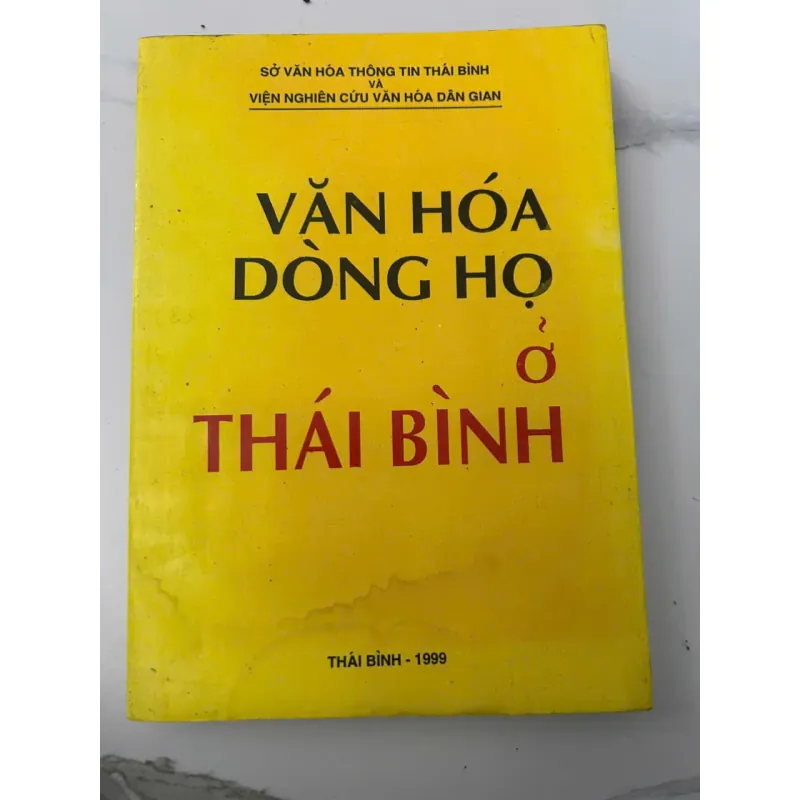 SỞ VĂN HÓA THÔNG TIN THÁI BÌNH
VÀ
VIỆN NGHIÊN CỨU VĂN HÓA DÂN GIAN
VĂN HÓA
DÒNG HỌ
Ở
THÁI BÌNH
THÁI BÌNH - 1999